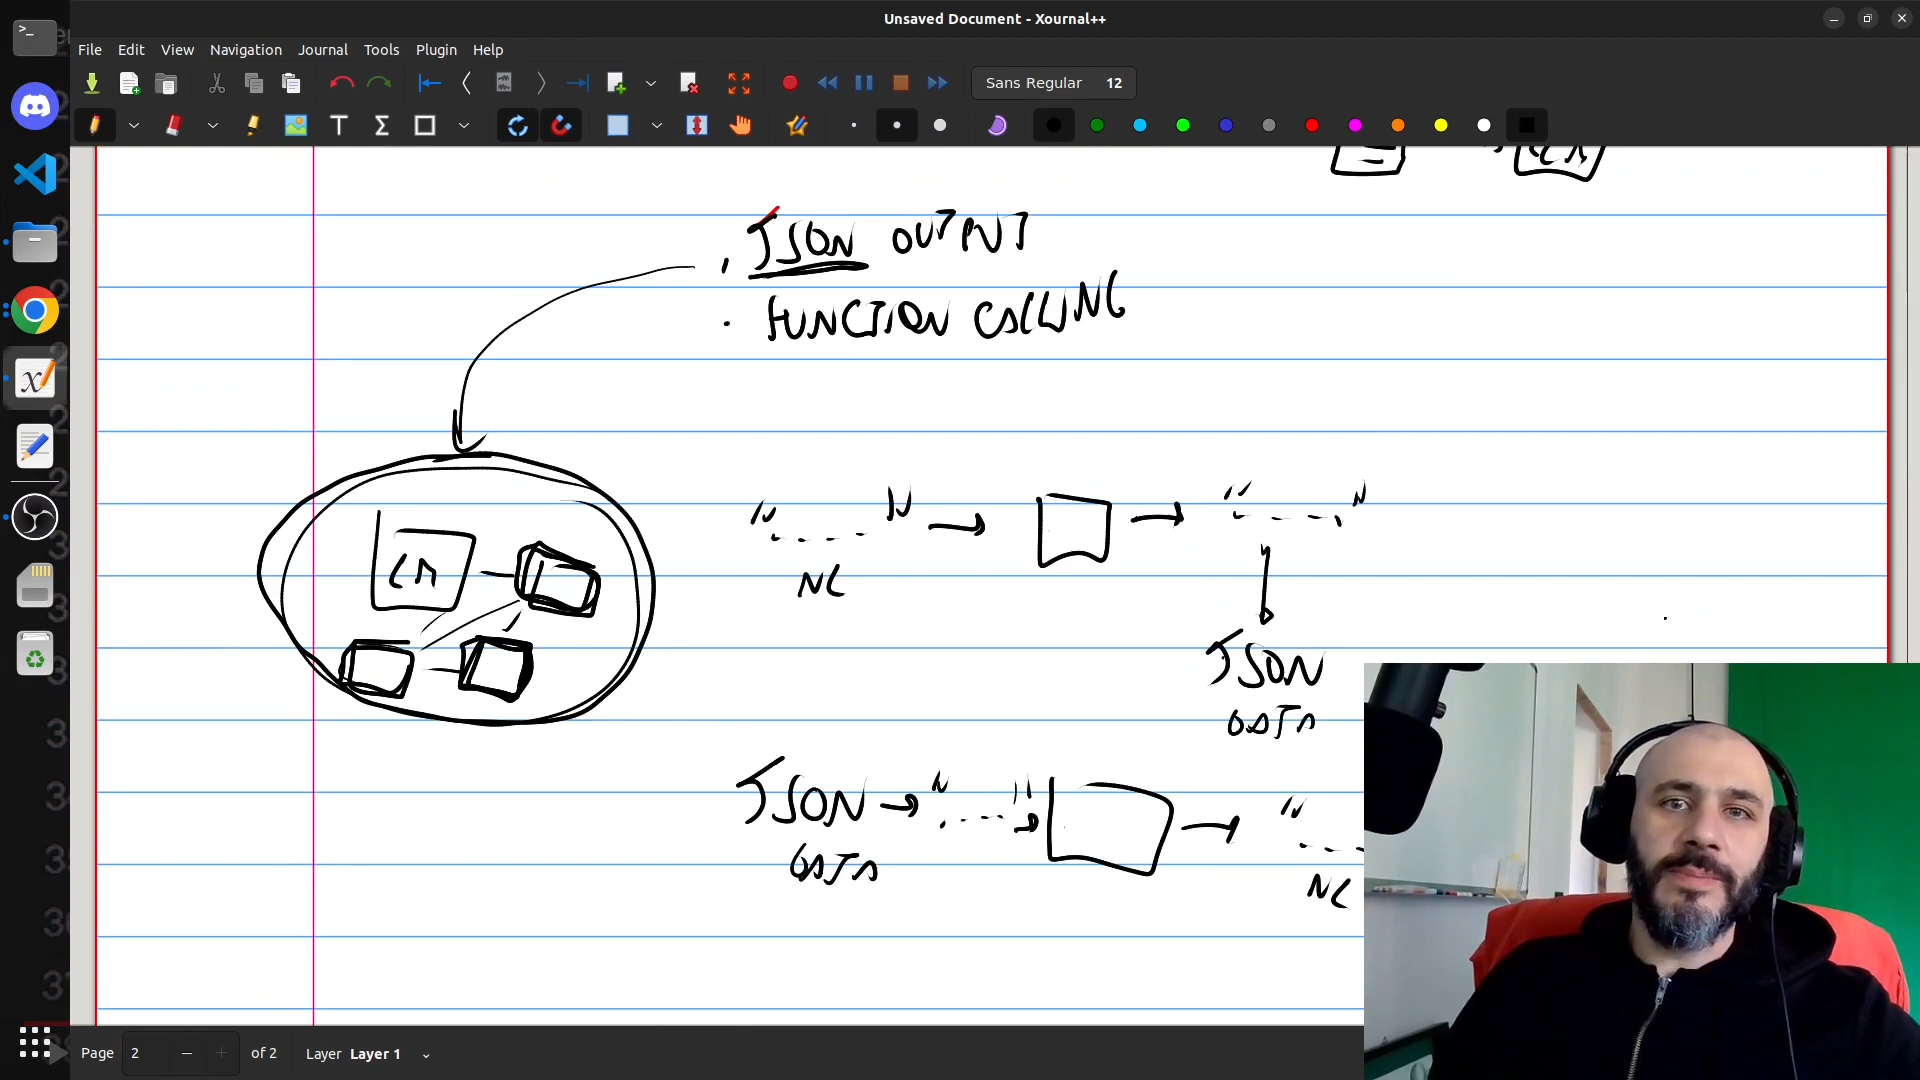 Unsaved Document - Xournal++
File Edit View Navigation Journal Tools Plugin Help
Sans Regular 12
JSON OUTPUT
FUNCTION CALLING
NL
JSON
DATA
JSON
DATA
NL
Page 2 of 2 Layer Layer 1